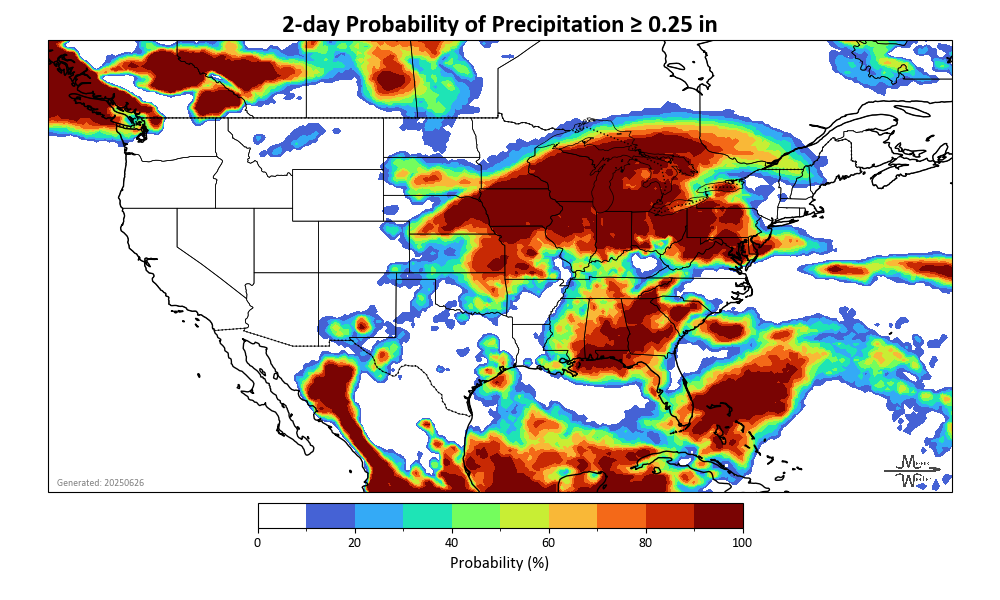 2-day Probability of Precipitation ≥ 0.25 in
Generated: 20250626
0 20 40 60 80 100
Probability (%)